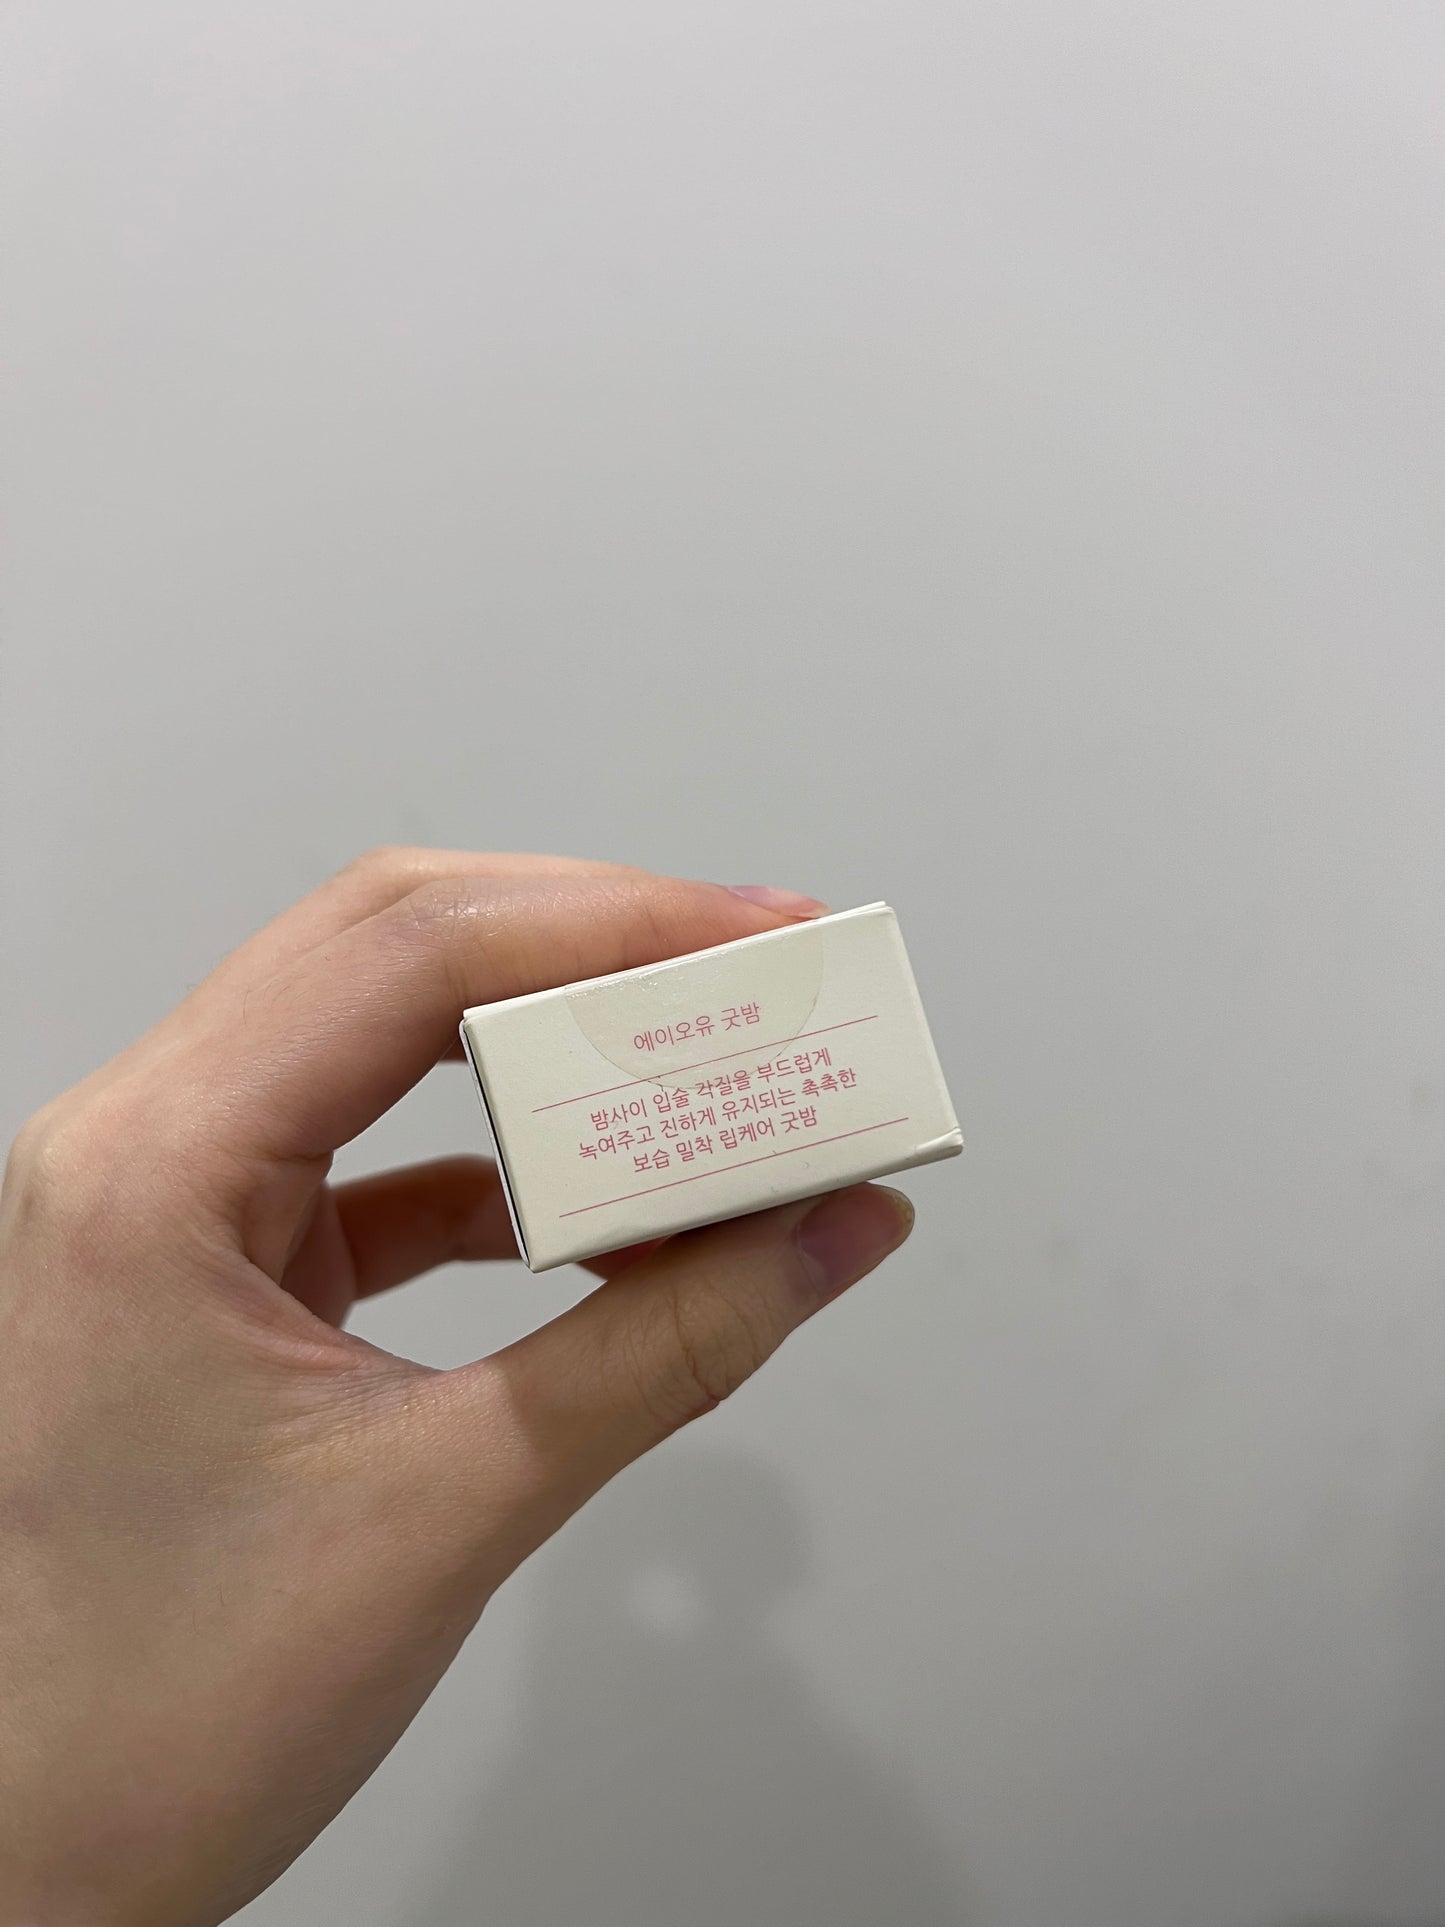 에이오유 굿밤
밤사이 입술 각질을 부드럽게
녹여주고 진하게 유지되는 촉촉한
보습 밀착 립케어 굿밤